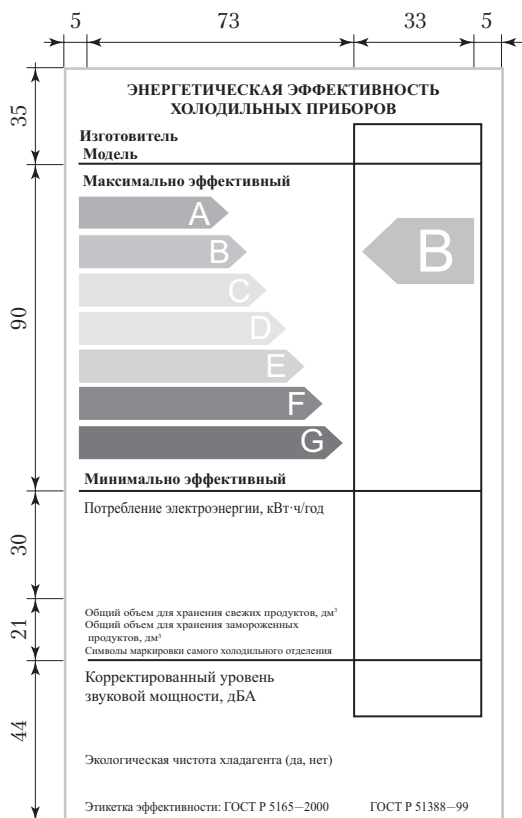 5 73 33 5
35
ЭНЕРГЕТИЧЕСКАЯ ЭФФЕКТИВНОСТЬ
ХОЛОДИЛЬНЫХ ПРИБОРОВ
Изготовитель
Модель
90
Максимально эффективный
A
B
B
C
D
E
F
G
Минимально эффективный
30
Потребление электроэнергии, кВт·ч/год
21
Общий объем для хранения свежих продуктов, дм³
Общий объем для хранения замороженных
продуктов, дм³
Символы маркировки самого холодильного отделения
44
Корректированный уровень
звуковой мощности, дБА
Экологическая чистота хладагента (да, нет)
Этикетка эффективности: ГОСТ Р 5165—2000 ГОСТ Р 51388—99